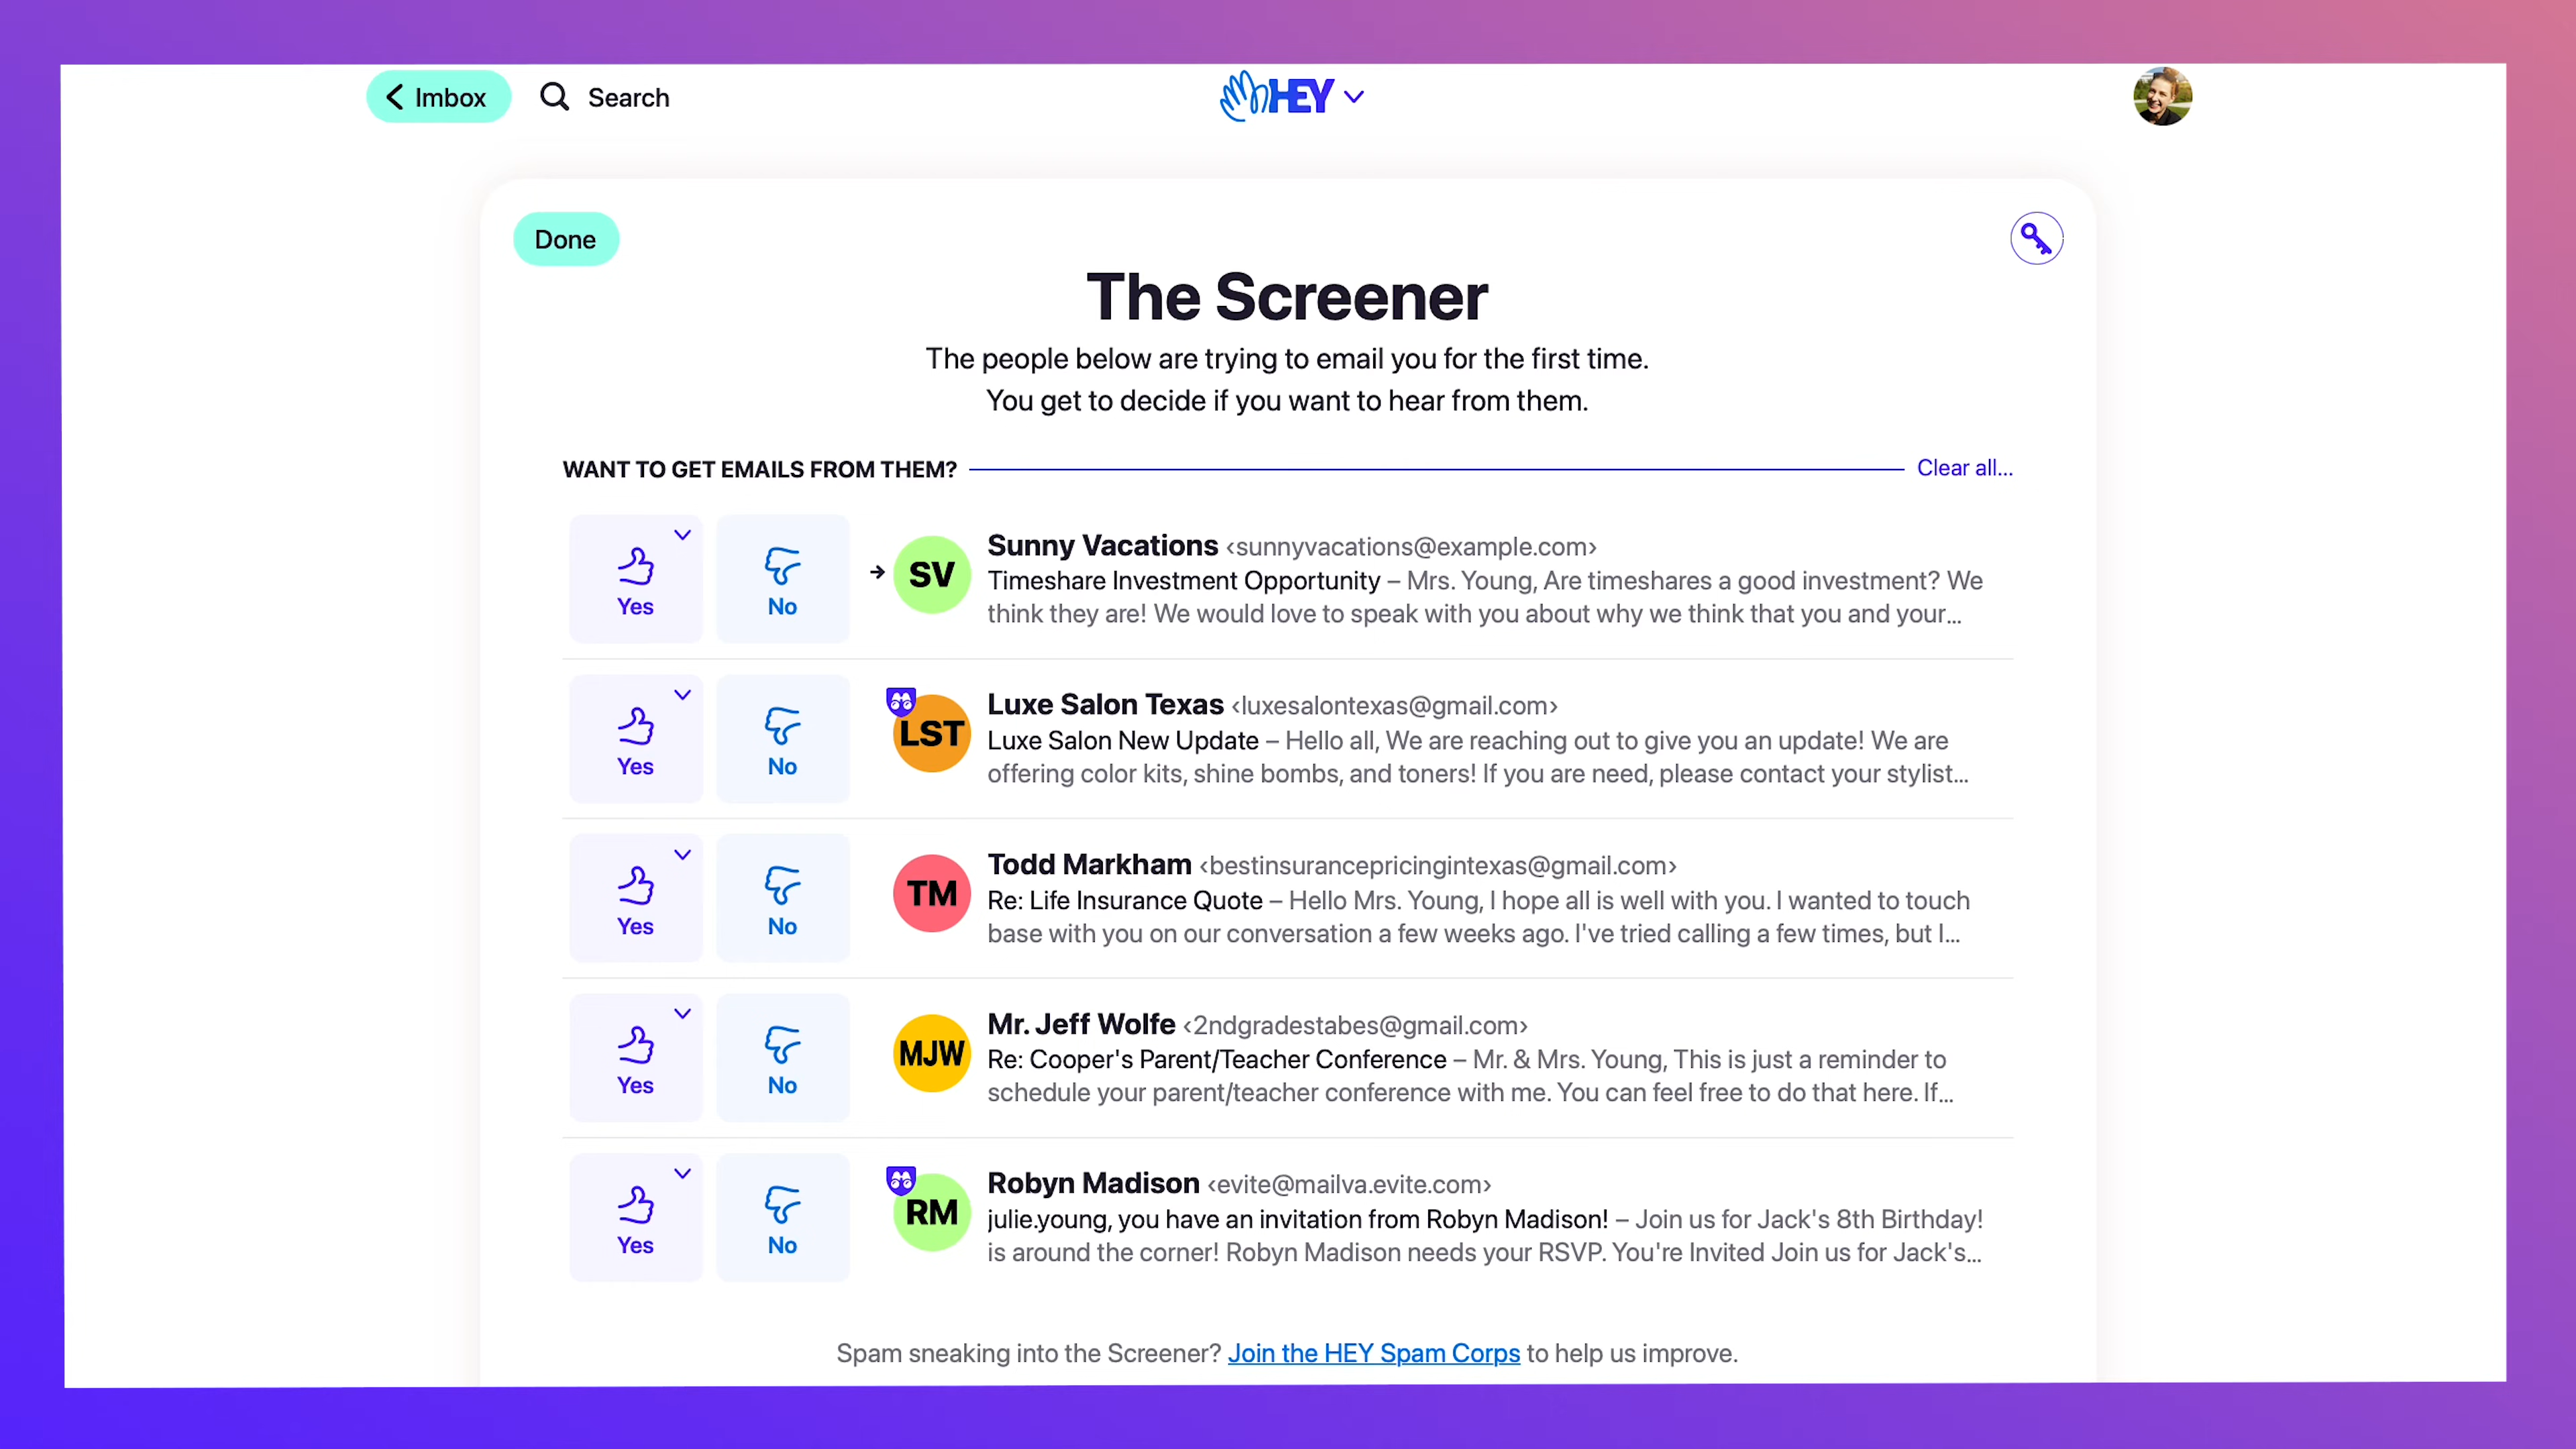 Imbox
Search
HEY
Done
The Screener
The people below are trying to email you for the first time.
You get to decide if you want to hear from them.
WANT TO GET EMAILS FROM THEM?
Clear all...
Yes
No
SV
Sunny Vacations <sunnyvacations@example.com>
Timeshare Investment Opportunity – Mrs. Young, Are timeshares a good investment? We
think they are! We would love to speak with you about why we think that you and your...
Yes
No
LST
Luxe Salon Texas <luxesalontexas@gmail.com>
Luxe Salon New Update – Hello all, We are reaching out to give you an update! We are
offering color kits, shine bombs, and toners! If you are need, please contact your stylist...
Yes
No
TM
Todd Markham <bestinsurancepricingintexas@gmail.com>
Re: Life Insurance Quote – Hello Mrs. Young, I hope all is well with you. I wanted to touch
base with you on our conversation a few weeks ago. I've tried calling a few times, but I...
Yes
No
MJW
Mr. Jeff Wolfe <2ndgradestabes@gmail.com>
Re: Cooper's Parent/Teacher Conference – Mr. & Mrs. Young, This is just a reminder to
schedule your parent/teacher conference with me. You can feel free to do that here. If...
Yes
No
RM
Robyn Madison <evite@mailva.evite.com>
julie.young, you have an invitation from Robyn Madison! – Join us for Jack's 8th Birthday!
is around the corner! Robyn Madison needs your RSVP. You're Invited Join us for Jack's...
Spam sneaking into the Screener? Join the HEY Spam Corps to help us improve.